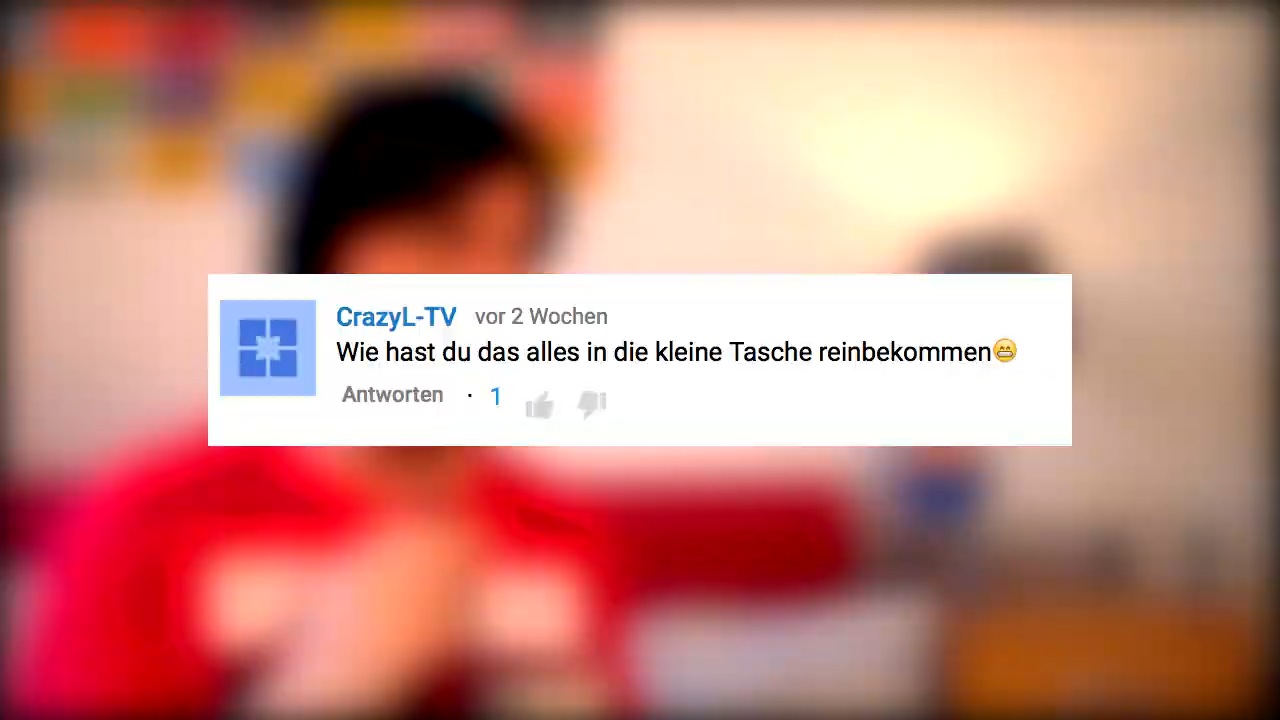 CrazyL-TV vor 2 Wochen
Wie hast du das alles in die kleine Tasche reinbekommen😁
Antworten · 1